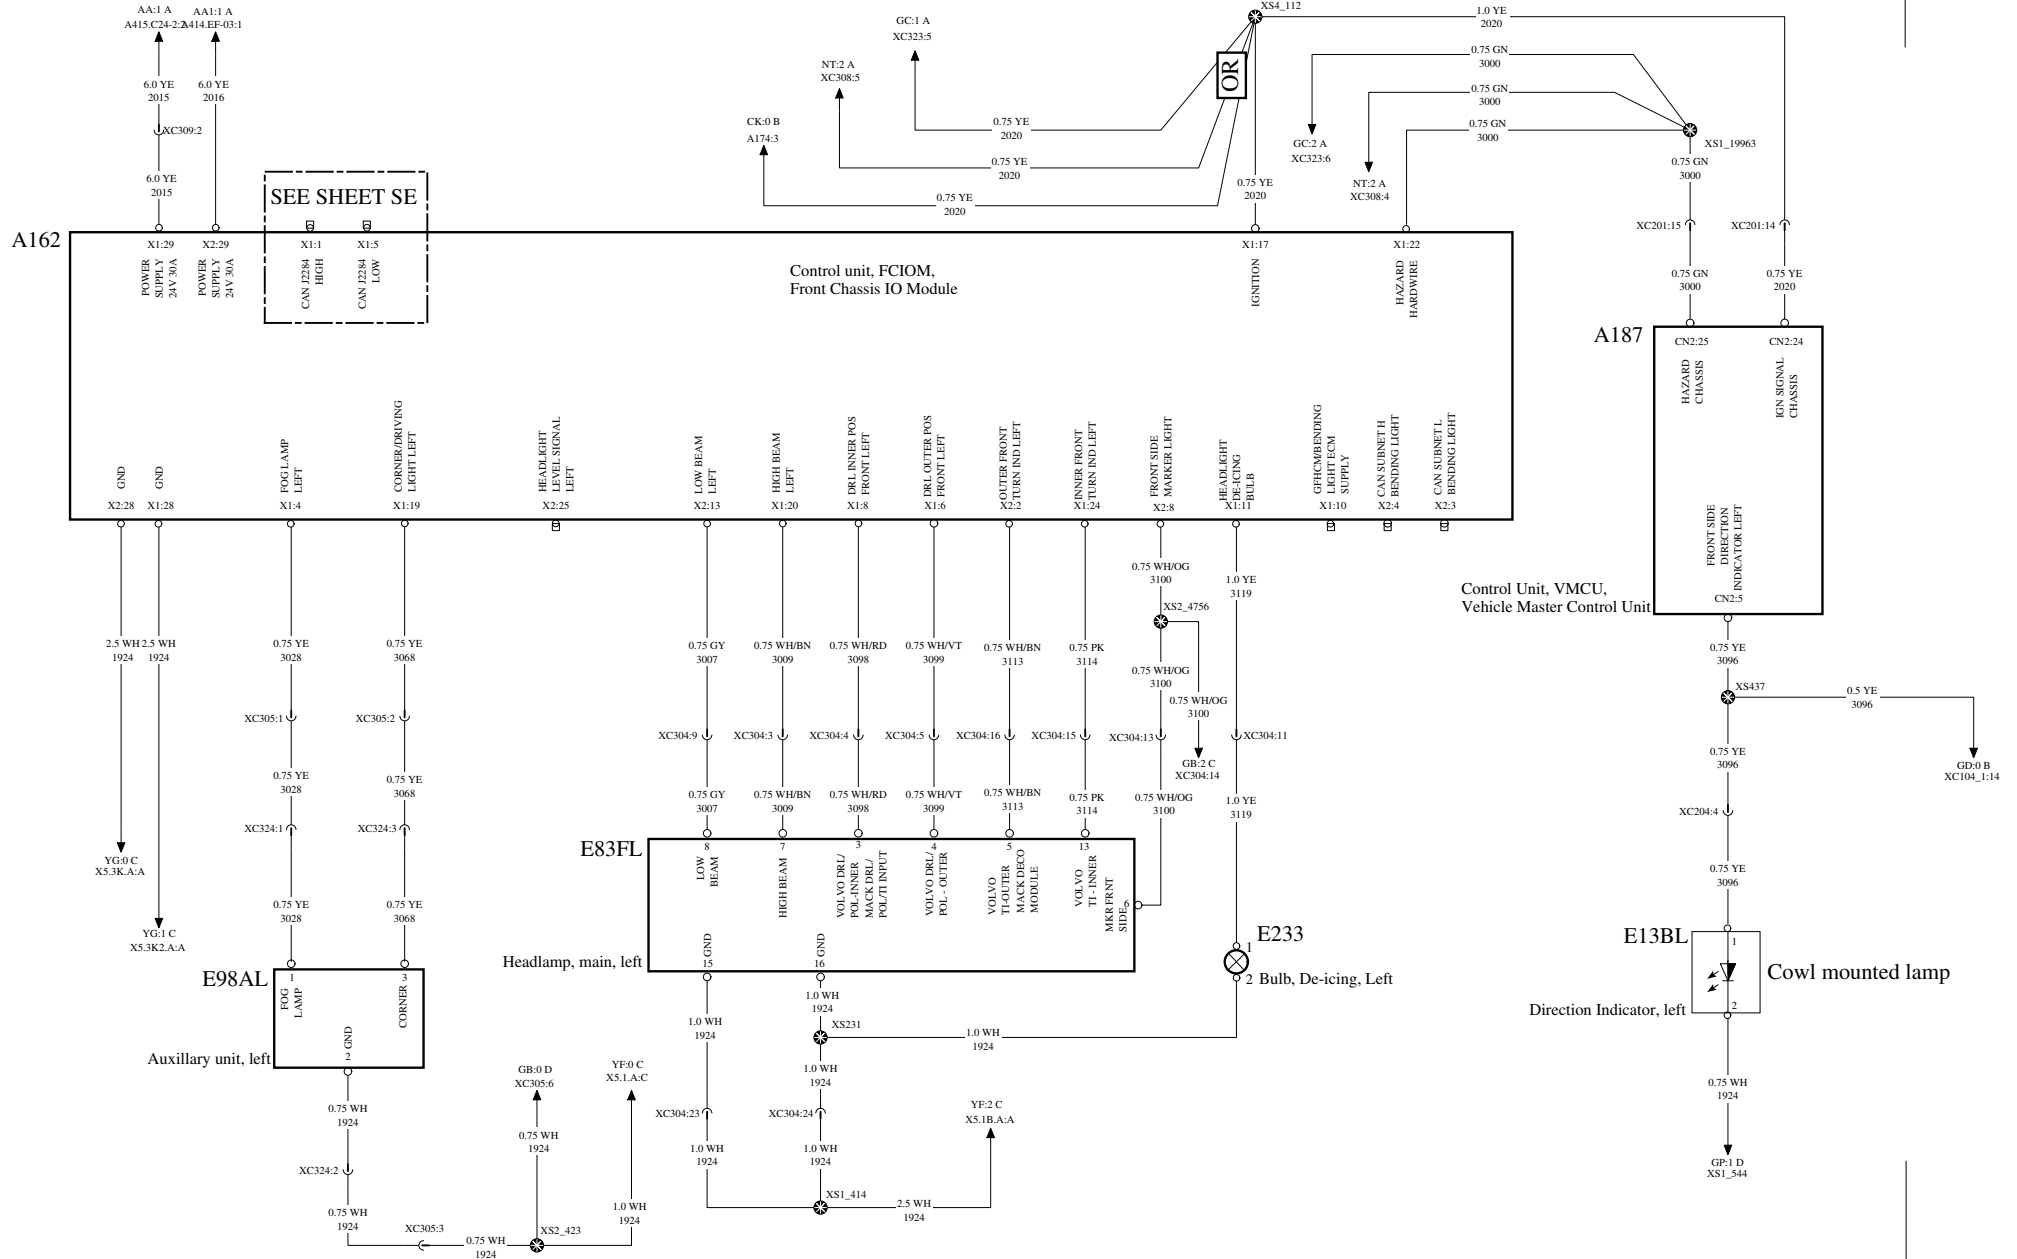 AA:1 A
A415.C24-2:2
AA1:1 A
A414.EF-03:1
GC:1 A
XC323:5
XS4_112
1.0 YE
2020
NT:2 A
XC308:5
OR
0.75 GN
3000
0.75 GN
3000
0.75 GN
3000
6.0 YE
2015
6.0 YE
2016
XC309:2
CK:0 B
A174:3
0.75 YE
2020
0.75 YE
2020
0.75 YE
2020
0.75 YE
2020
GC:2 A
XC323:6
NT:2 A
XC308:4
XS1_19963
0.75 GN
3000
6.0 YE
2015
SEE SHEET SE
XC201:15
XC201:14
0.75 GN
3000
0.75 YE
2020
A162
X1:29
X2:29
X1:1
X1:5
X1:17
X1:22
POWER
SUPPLY
24V 30A
POWER
SUPPLY
24V 30A
CAN J2284
HIGH
CAN J2284
LOW
Control unit, FCIOM,
Front Chassis IO Module
IGNITION
HAZARD
HARDWIRE
A187
CN2:25
CN2:24
HAZARD
CHASSIS
IGN SIGNAL
CHASSIS
GND
GND
FOG LAMP
LEFT
CORNER/DRIVING
LIGHT LEFT
HEADLIGHT
LEVEL SIGNAL
LEFT
LOW BEAM
LEFT
HIGH BEAM
LEFT
DRL INNER POS
FRONT LEFT
DRL OUTER POS
FRONT LEFT
OUTER FRONT
TURN IND LEFT
INNER FRONT
TURN IND LEFT
FRONT SIDE
MARKER LIGHT
HEADLIGHT
DE-ICING
BULB
GFHCM/BENDING
LIGHT ECM
SUPPLY
CAN SUBNET H
BENDING LIGHT
CAN SUBNET L
BENDING LIGHT
X2:28
X1:28
X1:4
X1:19
X2:25
X2:13
X1:20
X1:8
X1:6
X2:2
X1:24
X2:8
X1:11
X1:10
X2:4
X2:3
FRONT SIDE
DIRECTION
INDICATOR LEFT
CN2:5
Control Unit, VMCU,
Vehicle Master Control Unit
0.75 WH/OG
3100
1.0 YE
3119
XS2_4756
2.5 WH
1924
2.5 WH
1924
0.75 YE
3028
0.75 YE
3068
0.75 GY
3007
0.75 WH/BN
3009
0.75 WH/RD
3098
0.75 WH/VT
3099
0.75 WH/BN
3113
0.75 PK
3114
0.75 WH/OG
3100
0.75 WH/OG
3100
0.75 YE
3096
XS437
0.5 YE
3096
XC305:1
XC305:2
XC304:9
XC304:3
XC304:4
XC304:5
XC304:16
XC304:15
XC304:13
XC304:11
GB:2 C
XC304:14
0.75 YE
3096
GD:0 B
XC104_1:14
0.75 YE
3028
0.75 YE
3068
0.75 GY
3007
0.75 WH/BN
3009
0.75 WH/RD
3098
0.75 WH/VT
3099
0.75 WH/BN
3113
0.75 PK
3114
0.75 WH/OG
3100
1.0 YE
3119
XC204:4
XC324:1
XC324:3
YG:0 C
X5.3K.A:A
E83FL
8
7
3
4
5
13
6
LOW
BEAM
HIGH BEAM
VOLVO DRL/
POL-INNER
MACK DRL/
POL/TI INPUT
VOLVO DRL/
POL - OUTER
VOLVO
TI-OUTER
MACK DECO
MODULE
VOLVO
TI - INNER
MKR FRNT
SIDE
0.75 YE
3096
0.75 YE
3028
0.75 YE
3068
YG:1 C
X5.3K2.A:A
GND
15
GND
16
Headlamp, main, left
E233
1
2
Bulb, De-icing, Left
E13BL
1
2
Cowl mounted lamp
Direction Indicator, left
E98AL
1
3
FOG
LAMP
CORNER
GND
2
Auxillary unit, left
1.0 WH
1924
1.0 WH
1924
XS231
1.0 WH
1924
1.0 WH
1924
GB:0 D
XC305:6
YF:0 C
X5.1.A:C
XC304:23
XC304:24
YF:2 C
X5.1B.A:A
0.75 WH
1924
0.75 WH
1924
0.75 WH
1924
1.0 WH
1924
1.0 WH
1924
XC324:2
GP:1 D
XS1_544
XS1_414
2.5 WH
1924
0.75 WH
1924
XC305:3
0.75 WH
1924
XS2_423
1.0 WH
1924